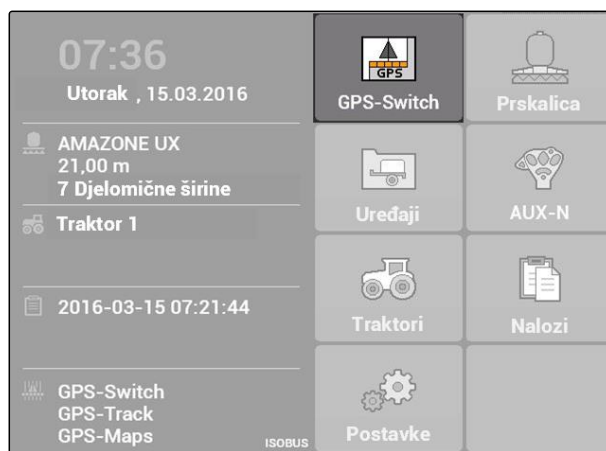 07:36
Utorak , 15.03.2016
AMAZONE UX
21,00 m
7 Djelomične širine
Traktor 1
2016-03-15 07:21:44
GPS-Switch
GPS-Track
GPS-Maps
ISOBUS
GPS
GPS-Switch
Prskalica
Uređaji
AUX-N
Traktori
Nalozi
Postavke